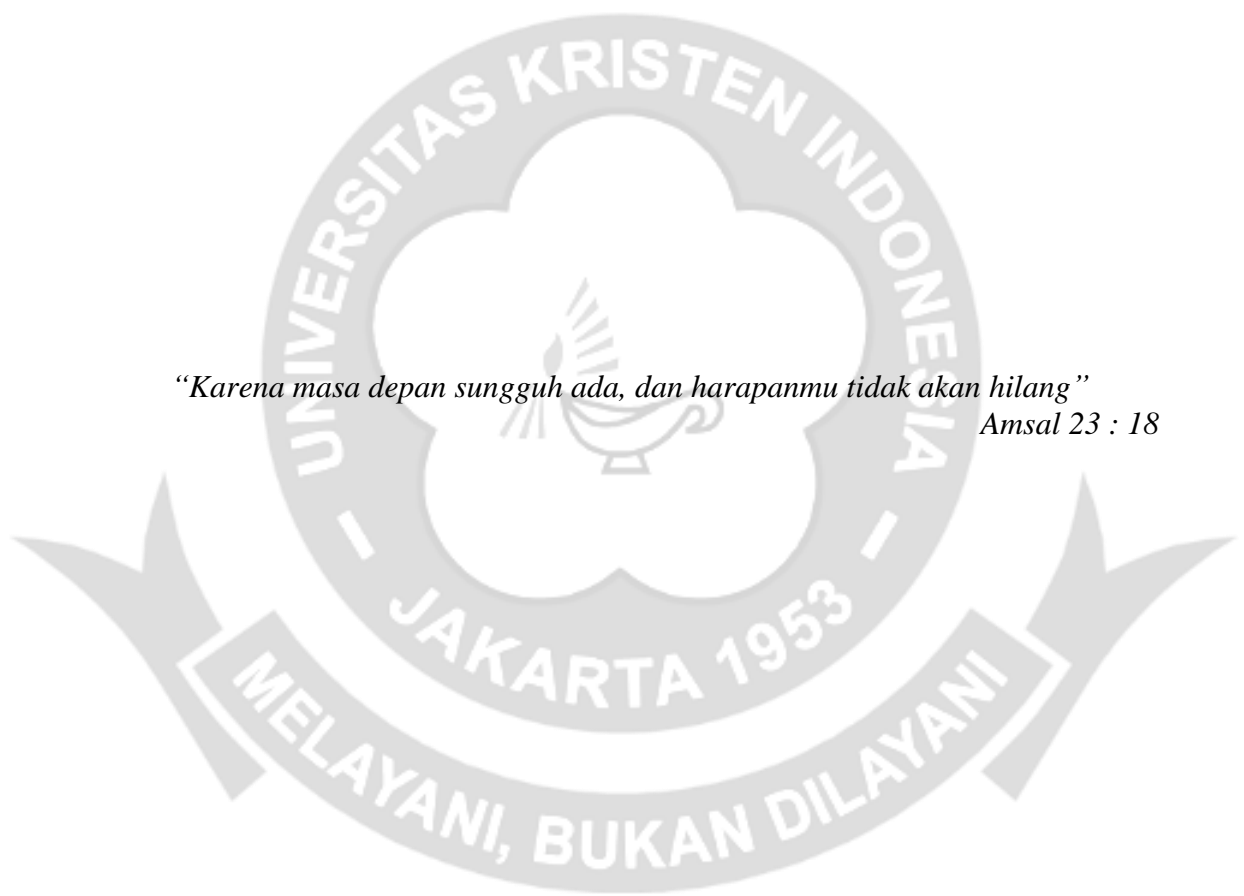 UNIVERSITAS KRISTEN INDONESIA
“Karena masa depan sungguh ada, dan harapanmu tidak akan hilang”
Amsal 23 : 18
- JAKARTA 1953 -
MELAYANI, BUKAN DILAYANI